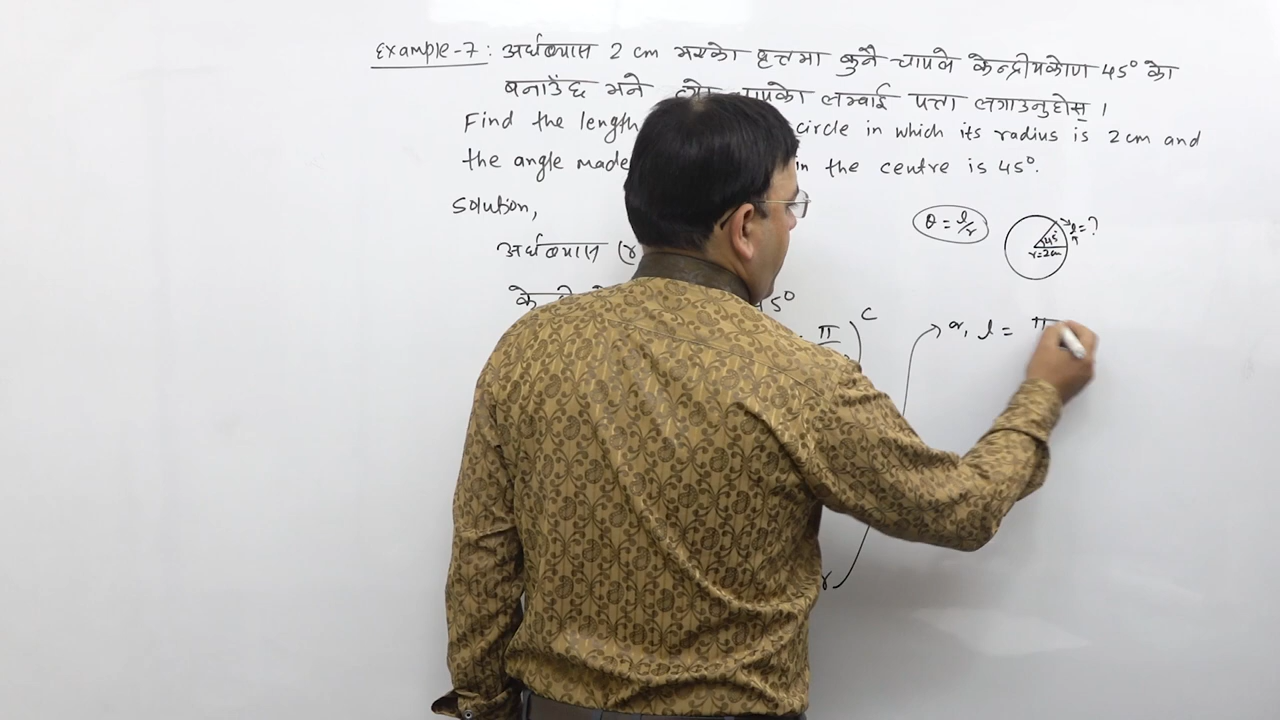 Example-7: अर्धव्यास 2 cm भएको वृत्तमा कुनै चापले केन्द्रीयकोण 45° को
बनाउँछ भने त्यो चापको लम्बाई पत्ता लगाउनुहोस् ।
Find the length circle in which its radius is 2 cm and
the angle made in the centre is 45°.
Solution,
θ = l/r
45°
l = ?
r=2cm
अर्धव्यास (r
45°
π
c
or, l = π
r